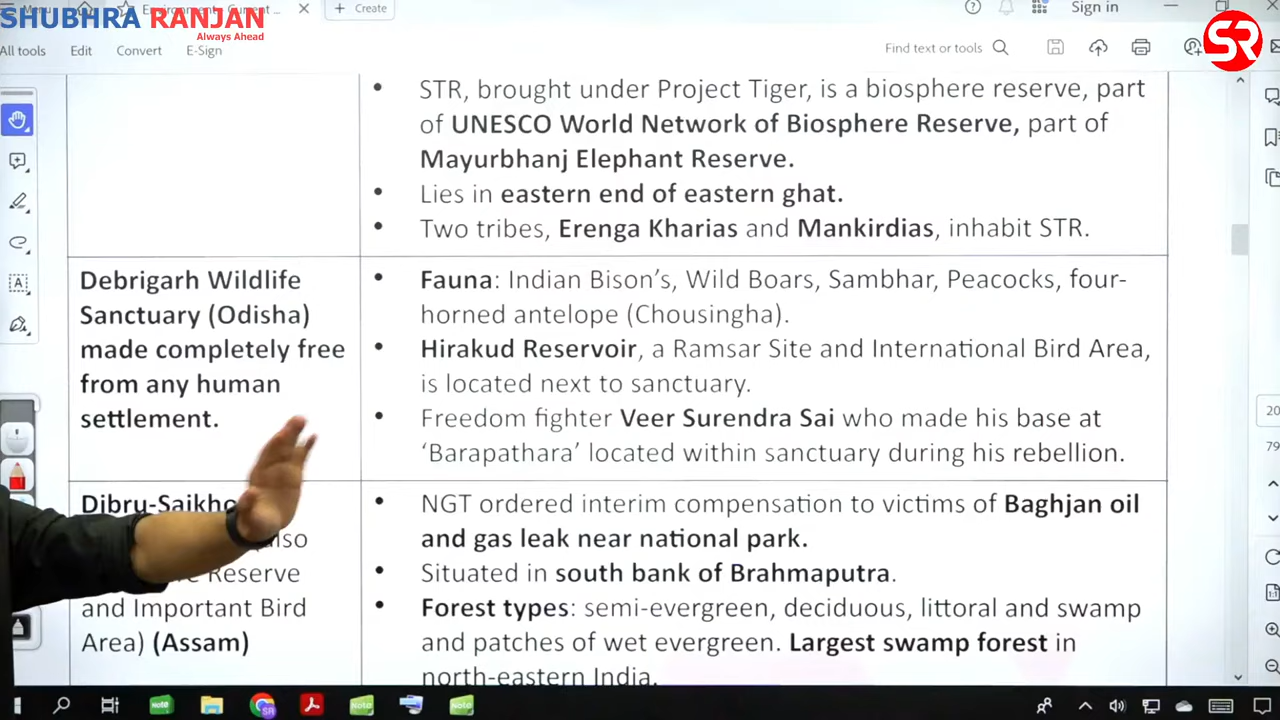 SHUBHRA RANJAN
Always Ahead
Create
Sign in
SR
All tools
Edit
Convert
E-Sign
Find text or tools
• STR, brought under Project Tiger, is a biosphere reserve, part
of UNESCO World Network of Biosphere Reserve, part of
Mayurbhanj Elephant Reserve.
• Lies in eastern end of eastern ghat.
• Two tribes, Erenga Kharias and Mankirdias, inhabit STR.
Debrigarh Wildlife
Sanctuary (Odisha)
made completely free
from any human
settlement.
• Fauna: Indian Bison's, Wild Boars, Sambhar, Peacocks, four-
horned antelope (Chousingha).
• Hirakud Reservoir, a Ramsar Site and International Bird Area,
is located next to sanctuary.
• Freedom fighter Veer Surendra Sai who made his base at
‘Barapathara’ located within sanctuary during his rebellion.
Dibru-Saikho
Reserve
and Important Bird
Area) (Assam)
• NGT ordered interim compensation to victims of Baghjan oil
and gas leak near national park.
• Situated in south bank of Brahmaputra.
• Forest types: semi-evergreen, deciduous, littoral and swamp
and patches of wet evergreen. Largest swamp forest in
north-eastern India.
20
79